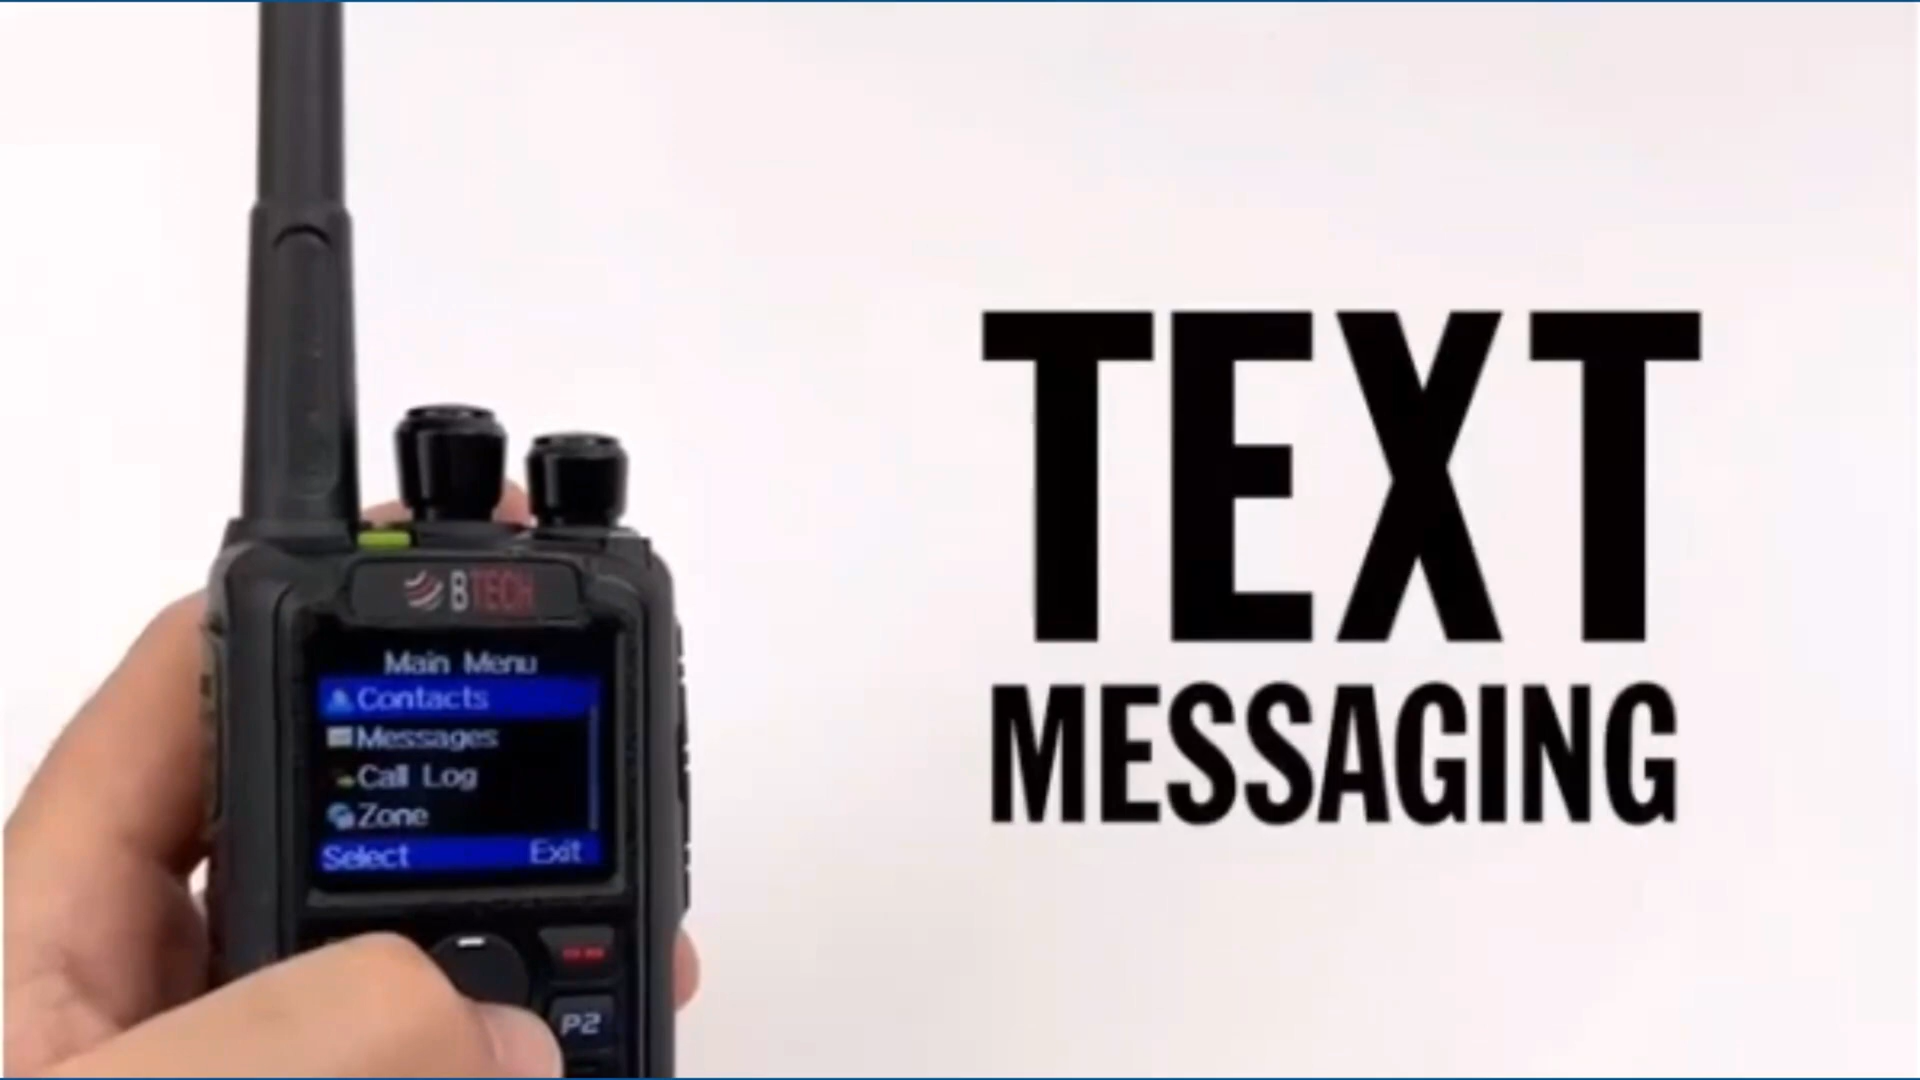 TEXT
MESSAGING
BTECH
Main Menu
Contacts
Messages
Call Log
Zone
Select Exit
P2